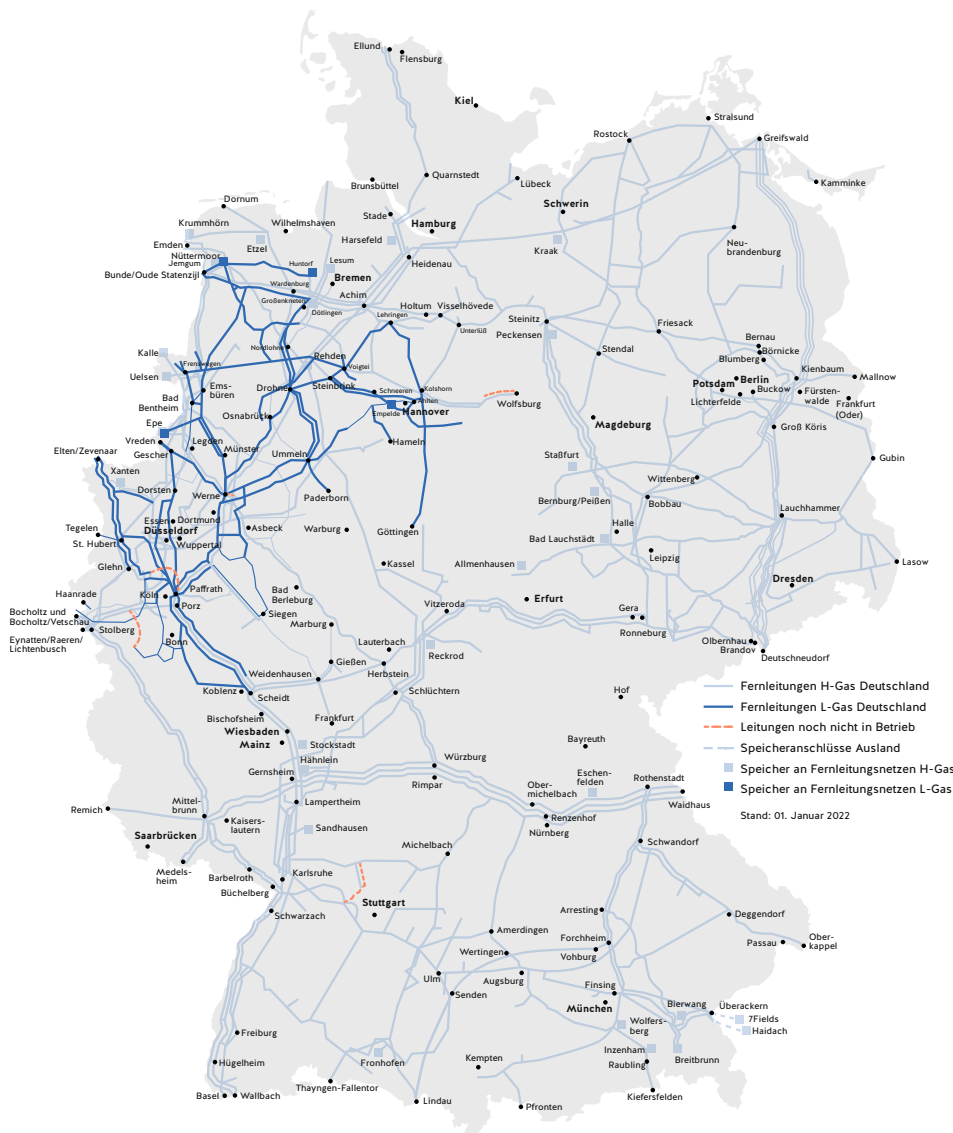 Ellund
Flensburg
Kiel
Stralsund
Rostock
Greifswald
Quarnstedt
Brunsbüttel
Lübeck
Kamminke
Dornum
Schwerin
Stade
Krummhörn
Wilhelmshaven
Hamburg
Emden
Etzel
Harsefeld
Kraak
Neu-
brandenburg
Nüttermoor
Jemgum
Huntorf
Lesum
Heidenau
Bunde/Oude Statenzijl
Bremen
Wardenburg
Achim
Großenkneten
Dötlingen
Holtum
Visselhövede
Lehringen
Unterlüß
Steinitz
Peckensen
Friesack
Bernau
Börnicke
Blumberg
Kalle
Nordlohne
Rehden
Voigtei
Stendal
Frenswegen
Uelsen
Kienbaum
Mallnow
Potsdam
Berlin
Buckow
Lichterfelde
Fürsten-
walde
Frankfurt
(Oder)
Ems-
büren
Drohne
Steinbrink
Schneeren
Kolshorn
Ahlten
Empelde
Hannover
Wolfsburg
Bad
Bentheim
Osnabrück
Magdeburg
Groß Köris
Epe
Vreden
Legden
Hameln
Gescher
Münster
Ummeln
Elten/Zevenaar
Gubin
Staßfurt
Xanten
Wittenberg
Dorsten
Werne
Paderborn
Bernburg/Peißen
Bobbau
Lauchhammer
Essen
Dortmund
Tegelen
Düsseldorf
Asbeck
Warburg
Göttingen
Halle
Bad Lauchstädt
St. Hubert
Wuppertal
Leipzig
Lasow
Glehn
Kassel
Allmenhausen
Dresden
Haanrade
Köln
Paffrath
Bad
Berleburg
Porz
Siegen
Vitzeroda
Erfurt
Gera
Ronneburg
Bocholtz und
Bocholtz/Vetschau
Stolberg
Marburg
Eynatten/Raeren/
Lichtenbusch
Bonn
Lauterbach
Reckrod
Olbernhau
Brandov
Deutschneudorf
Gießen
Weidenhausen
Herbstein
Koblenz
Scheidt
Schlüchtern
Hof
Fernleitungen H-Gas Deutschland
Fernleitungen L-Gas Deutschland
Leitungen noch nicht in Betrieb
Speicheranschlüsse Ausland
Speicher an Fernleitungsnetzen H-Gas
Speicher an Fernleitungsnetzen L-Gas
Stand: 01. Januar 2022
Bischofsheim
Frankfurt
Wiesbaden
Mainz
Stockstadt
Bayreuth
Hähnlein
Gernsheim
Würzburg
Rimpar
Eschen-
felden
Rothenstadt
Ober-
michelbach
Waidhaus
Remich
Mittel-
brunn
Lampertheim
Renzenhof
Kaisers-
lautern
Sandhausen
Nürnberg
Saarbrücken
Michelbach
Schwandorf
Medels-
heim
Barbelroth
Karlsruhe
Büchelberg
Stuttgart
Schwarzach
Arresting
Deggendorf
Amerdingen
Forchheim
Passau
Ober-
kappel
Wertingen
Vohburg
Ulm
Augsburg
Finsing
Senden
München
Bierwang
Überackern
7Fields
Haidach
Wolfers-
berg
Freiburg
Inzenham
Breitbrunn
Hügelheim
Fronhofen
Kempten
Raubling
Thayngen-Fallentor
Kiefersfelden
Basel
Wallbach
Lindau
Pfronten